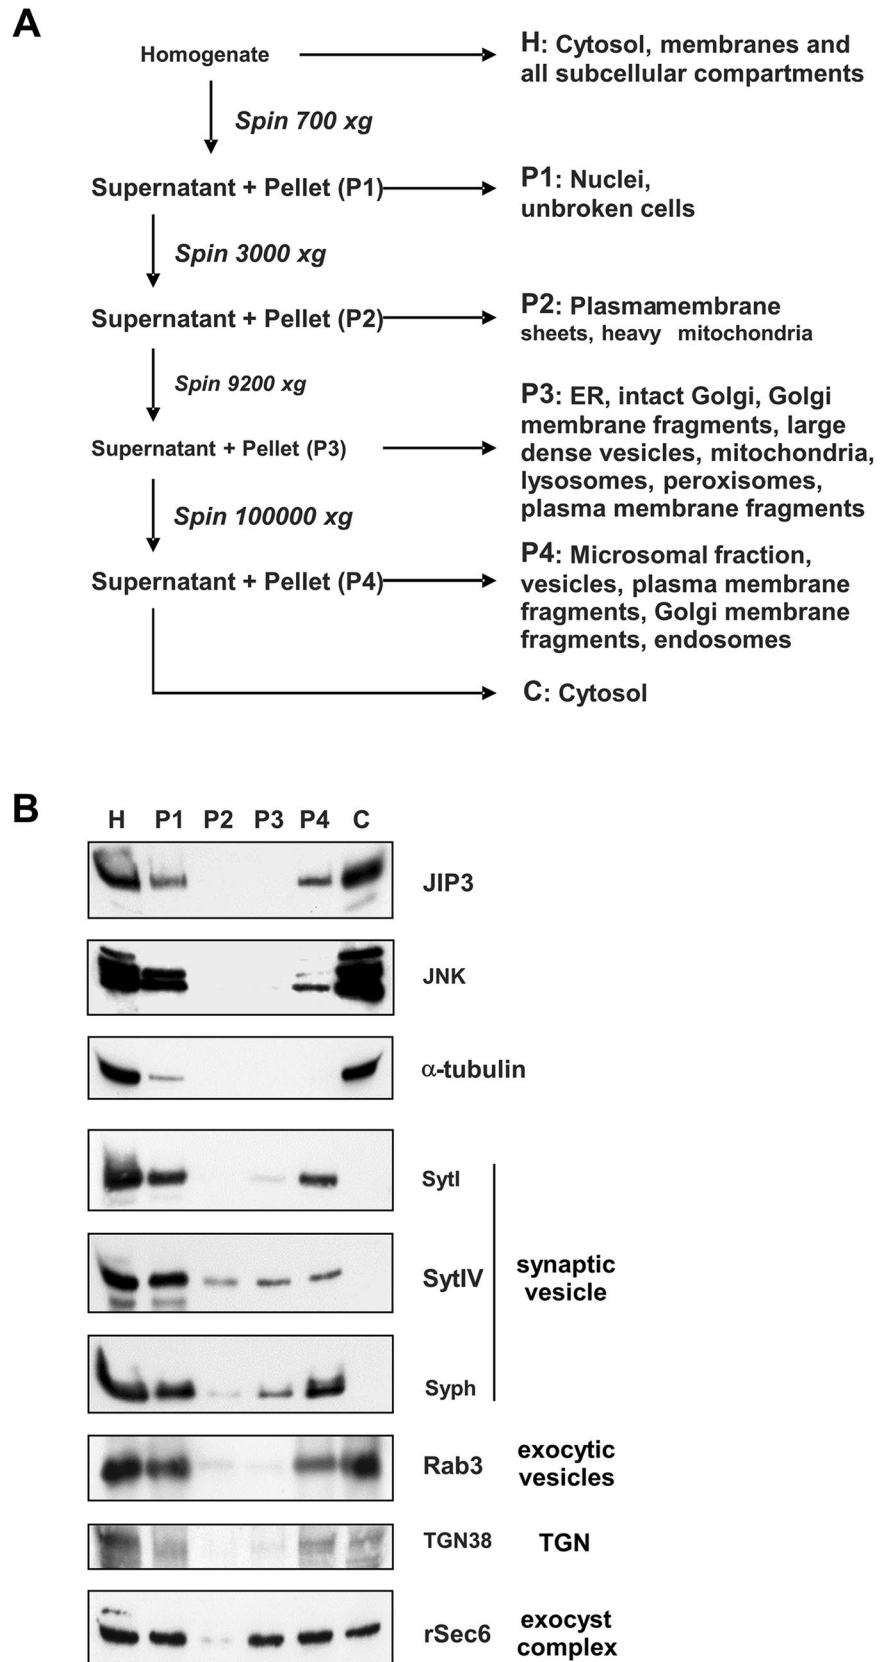 A
Homogenate
H: Cytosol, membranes and
all subcellular compartments
Spin 700 xg
Supernatant + Pellet (P1)
P1: Nuclei,
unbroken cells
Spin 3000 xg
Supernatant + Pellet (P2)
P2: Plasmamembrane
sheets, heavy mitochondria
Spin 9200 xg
Supernatant + Pellet (P3)
P3: ER, intact Golgi, Golgi
membrane fragments, large
dense vesicles, mitochondria,
lysosomes, peroxisomes,
plasma membrane fragments
Spin 100000 xg
Supernatant + Pellet (P4)
P4: Microsomal fraction,
vesicles, plasma membrane
fragments, Golgi membrane
fragments, endosomes
C: Cytosol
B
H P1 P2 P3 P4 C
JIP3
JNK
α-tubulin
SytI
SytIV
synaptic
vesicle
Syph
Rab3
exocytic
vesicles
TGN38 TGN
rSec6
exocyst
complex